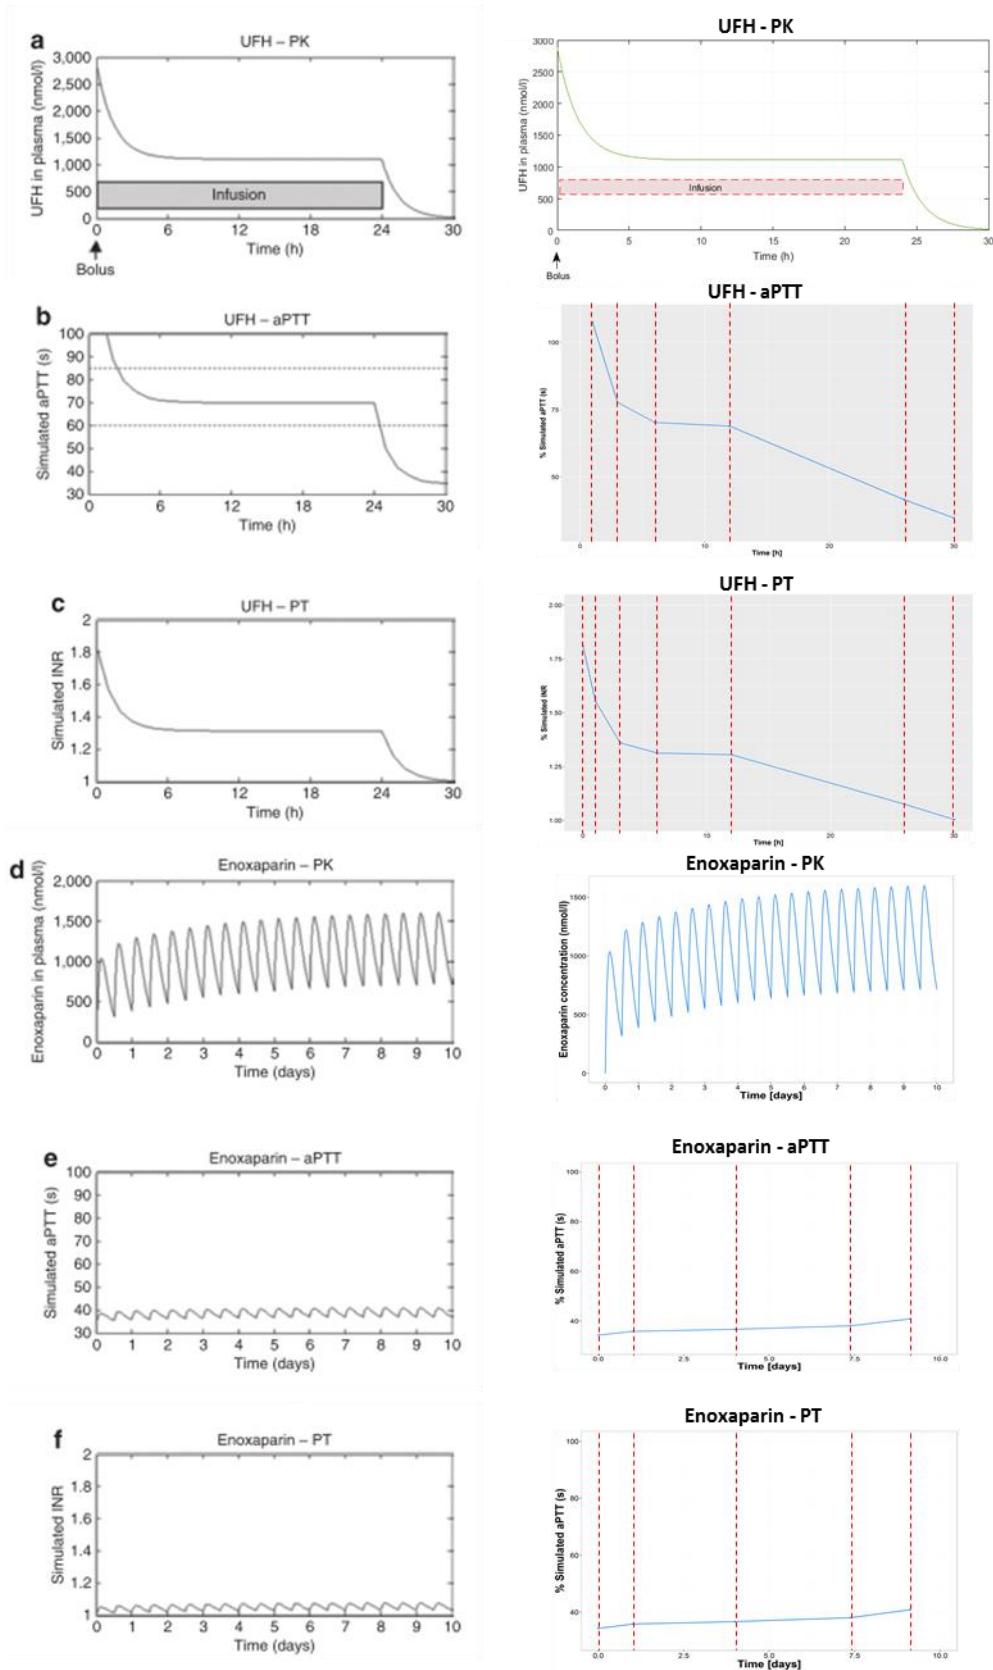 a
UFH – PK
UFH in plasma (nmol/l)
3,000
2,500
2,000
1,500
1,000
500
0
Infusion
0 6 12 18 24 30
Time (h)
Bolus
UFH - PK
UFH in plasma (nmol/l)
3000
2500
2000
1500
1000
500
0
Infusion
0 5 10 15 20 25 30
Time (h)
Bolus
b
UFH – aPTT
Simulated aPTT (s)
100
90
80
70
60
50
40
30
0 6 12 18 24 30
Time (h)
UFH - aPTT
% Simulated aPTT (s)
100
75
50
0 10 20 30
Time [h]
c
UFH – PT
Simulated INR
2
1.8
1.6
1.4
1.2
1
0 6 12 18 24 30
Time (h)
UFH - PT
% Simulated INR
2.00
1.75
1.50
1.25
1.00
0 10 20 30
Time [h]
d
Enoxaparin – PK
Enoxaparin in plasma (nmol/l)
2,000
1,500
1,000
500
0
0 1 2 3 4 5 6 7 8 9 10
Time (days)
Enoxaparin - PK
Enoxaparin concentration (nmol/l)
1500
1000
500
0
0 1 2 3 4 5 6 7 8 9 10
Time [days]
e
Enoxaparin – aPTT
Simulated aPTT (s)
100
90
80
70
60
50
40
30
0 1 2 3 4 5 6 7 8 9 10
Time (days)
Enoxaparin - aPTT
% Simulated aPTT (s)
100
80
60
40
0.0 2.5 5.0 7.5 10.0
Time [days]
f
Enoxaparin – PT
Simulated INR
2
1.8
1.6
1.4
1.2
1
0 1 2 3 4 5 6 7 8 9 10
Time (days)
Enoxaparin - PT
% Simulated aPTT (s)
100
80
60
40
0.0 2.5 5.0 7.5 10.0
Time [days]